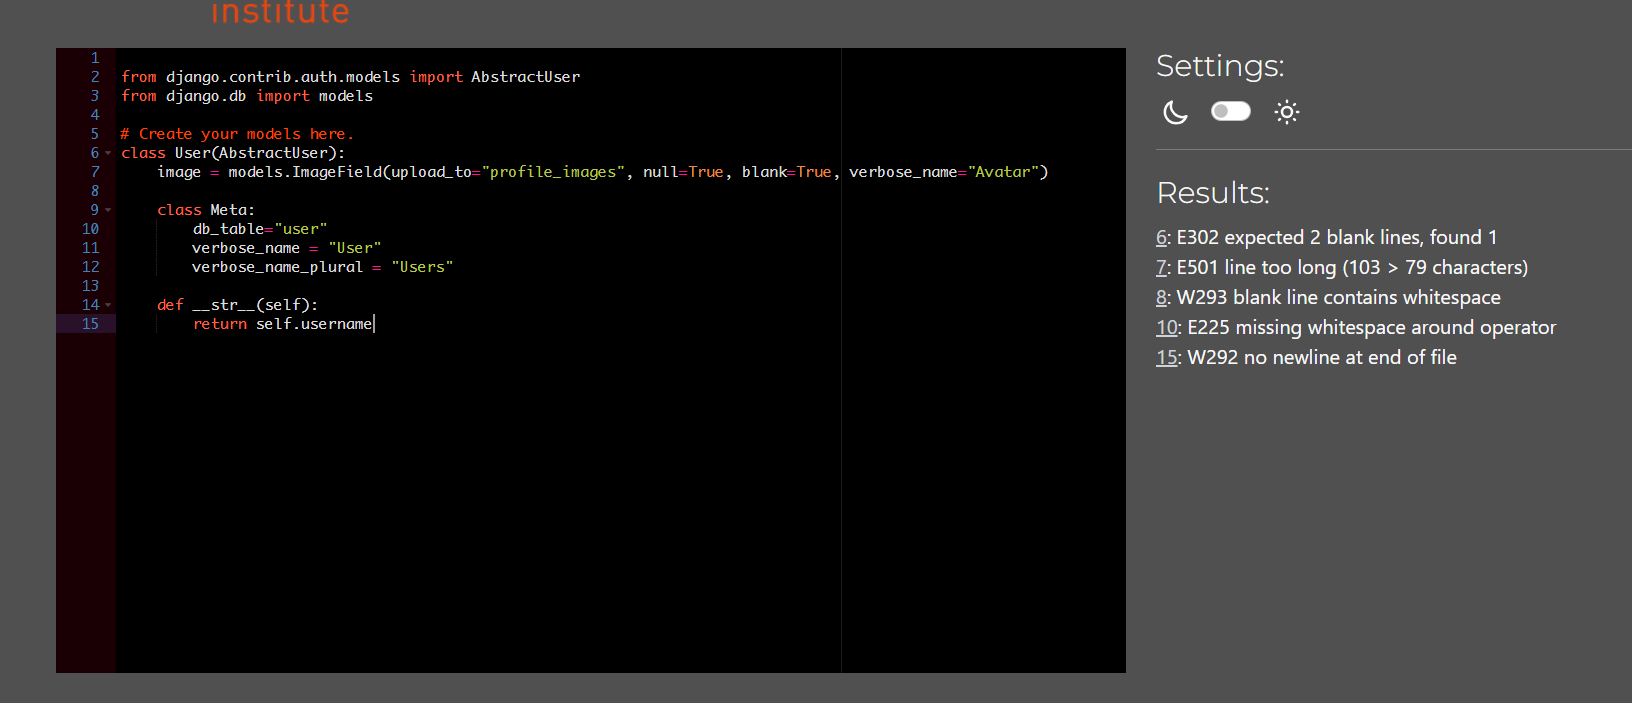 institute
1
2 from django.contrib.auth.models import AbstractUser
3 from django.db import models
4
5 # Create your models here.
6 class User(AbstractUser):
7     image = models.ImageField(upload_to="profile_images", null=True, blank=True, verbose_name="Avatar")
8
9     class Meta:
10         db_table="user"
11         verbose_name = "User"
12         verbose_name_plural = "Users"
13
14     def __str__(self):
15         return self.username
Settings:
Results:
6: E302 expected 2 blank lines, found 1
7: E501 line too long (103 > 79 characters)
8: W293 blank line contains whitespace
10: E225 missing whitespace around operator
15: W292 no newline at end of file